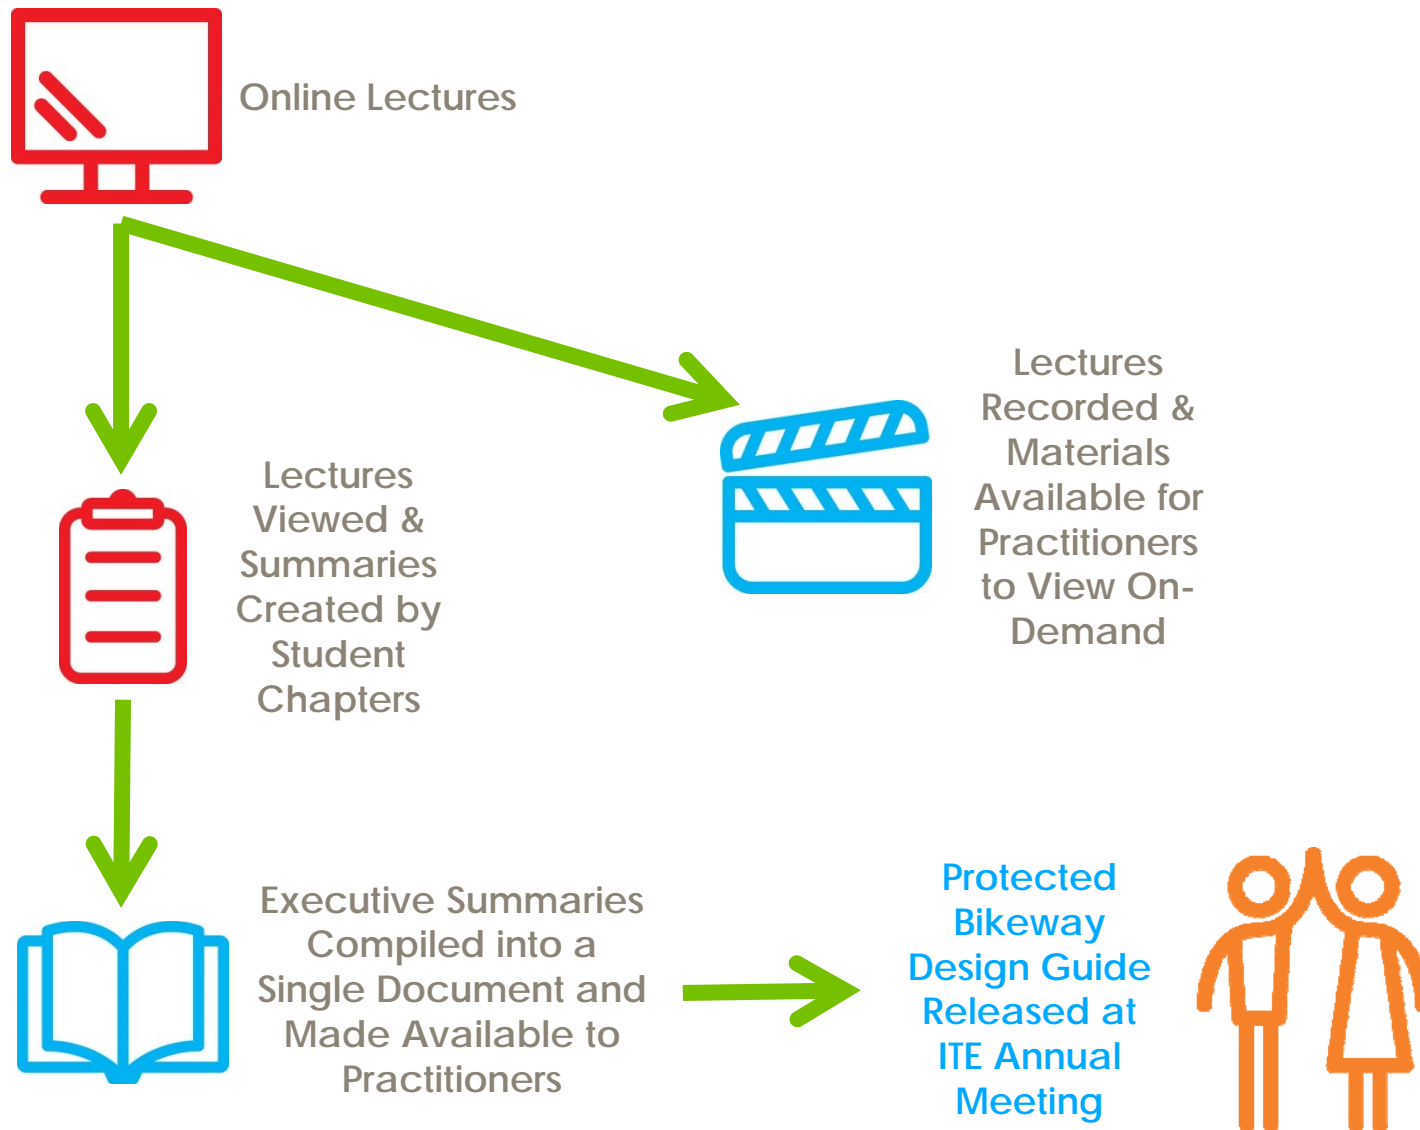 Online Lectures
Lectures
Recorded &
Materials
Available for
Practitioners
to View On-
Demand
Lectures
Viewed &
Summaries
Created by
Student
Chapters
Executive Summaries
Compiled into a
Single Document and
Made Available to
Practitioners
Protected
Bikeway
Design Guide
Released at
ITE Annual
Meeting